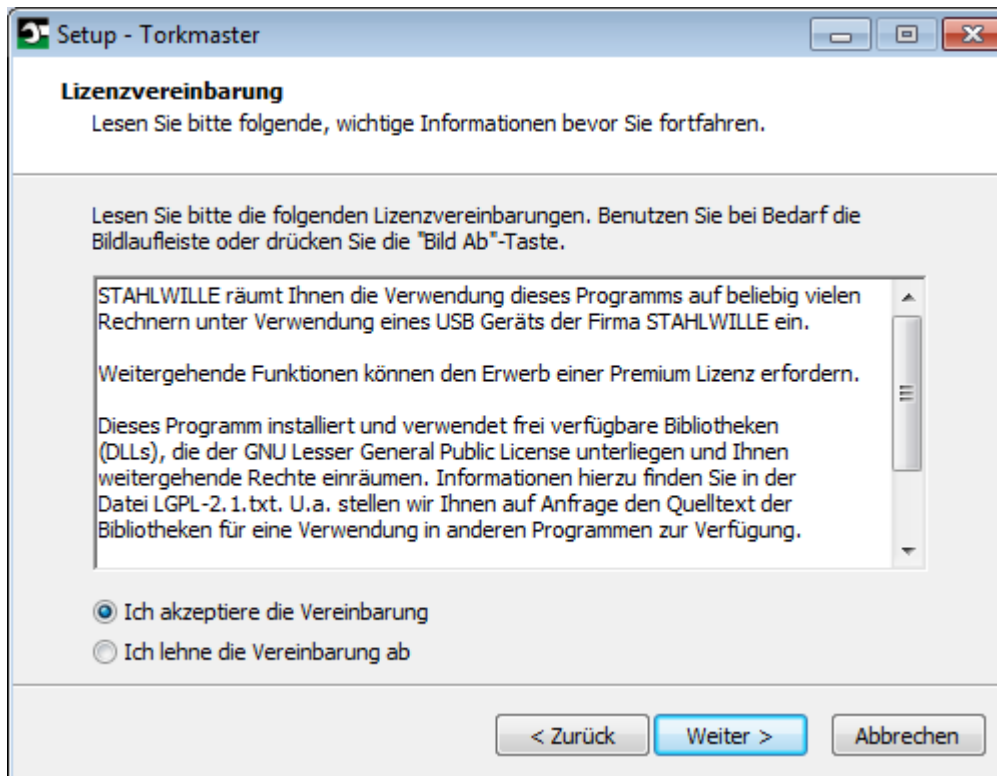 Setup - Torkmaster
Lizenzvereinbarung
Lesen Sie bitte folgende, wichtige Informationen bevor Sie fortfahren.
Lesen Sie bitte die folgenden Lizenzvereinbarungen. Benutzen Sie bei Bedarf die
Bildlaufleiste oder drücken Sie die "Bild Ab"-Taste.
STAHLWILLE räumt Ihnen die Verwendung dieses Programms auf beliebig vielen
Rechnern unter Verwendung eines USB Geräts der Firma STAHLWILLE ein.
Weitergehende Funktionen können den Erwerb einer Premium Lizenz erfordern.
Dieses Programm installiert und verwendet frei verfügbare Bibliotheken
(DLLs), die der GNU Lesser General Public License unterliegen und Ihnen
weitergehende Rechte einräumen. Informationen hierzu finden Sie in der
Datei LGPL-2.1.txt. U.a. stellen wir Ihnen auf Anfrage den Quelltext der
Bibliotheken für eine Verwendung in anderen Programmen zur Verfügung.
Ich akzeptiere die Vereinbarung
Ich lehne die Vereinbarung ab
< Zurück Weiter > Abbrechen